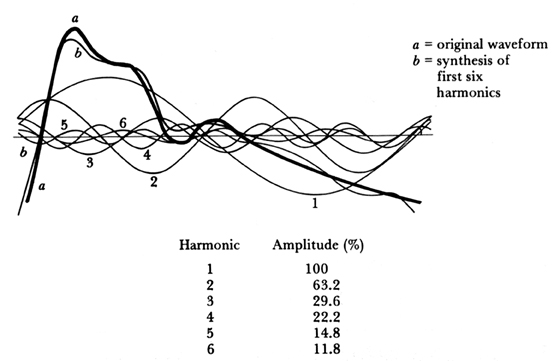 a
b
a = original waveform
b = synthesis of
first six
harmonics
5
6
b
3
4
a
2
1
Harmonic Amplitude (%)
1 100
2 63.2
3 29.6
4 22.2
5 14.8
6 11.8